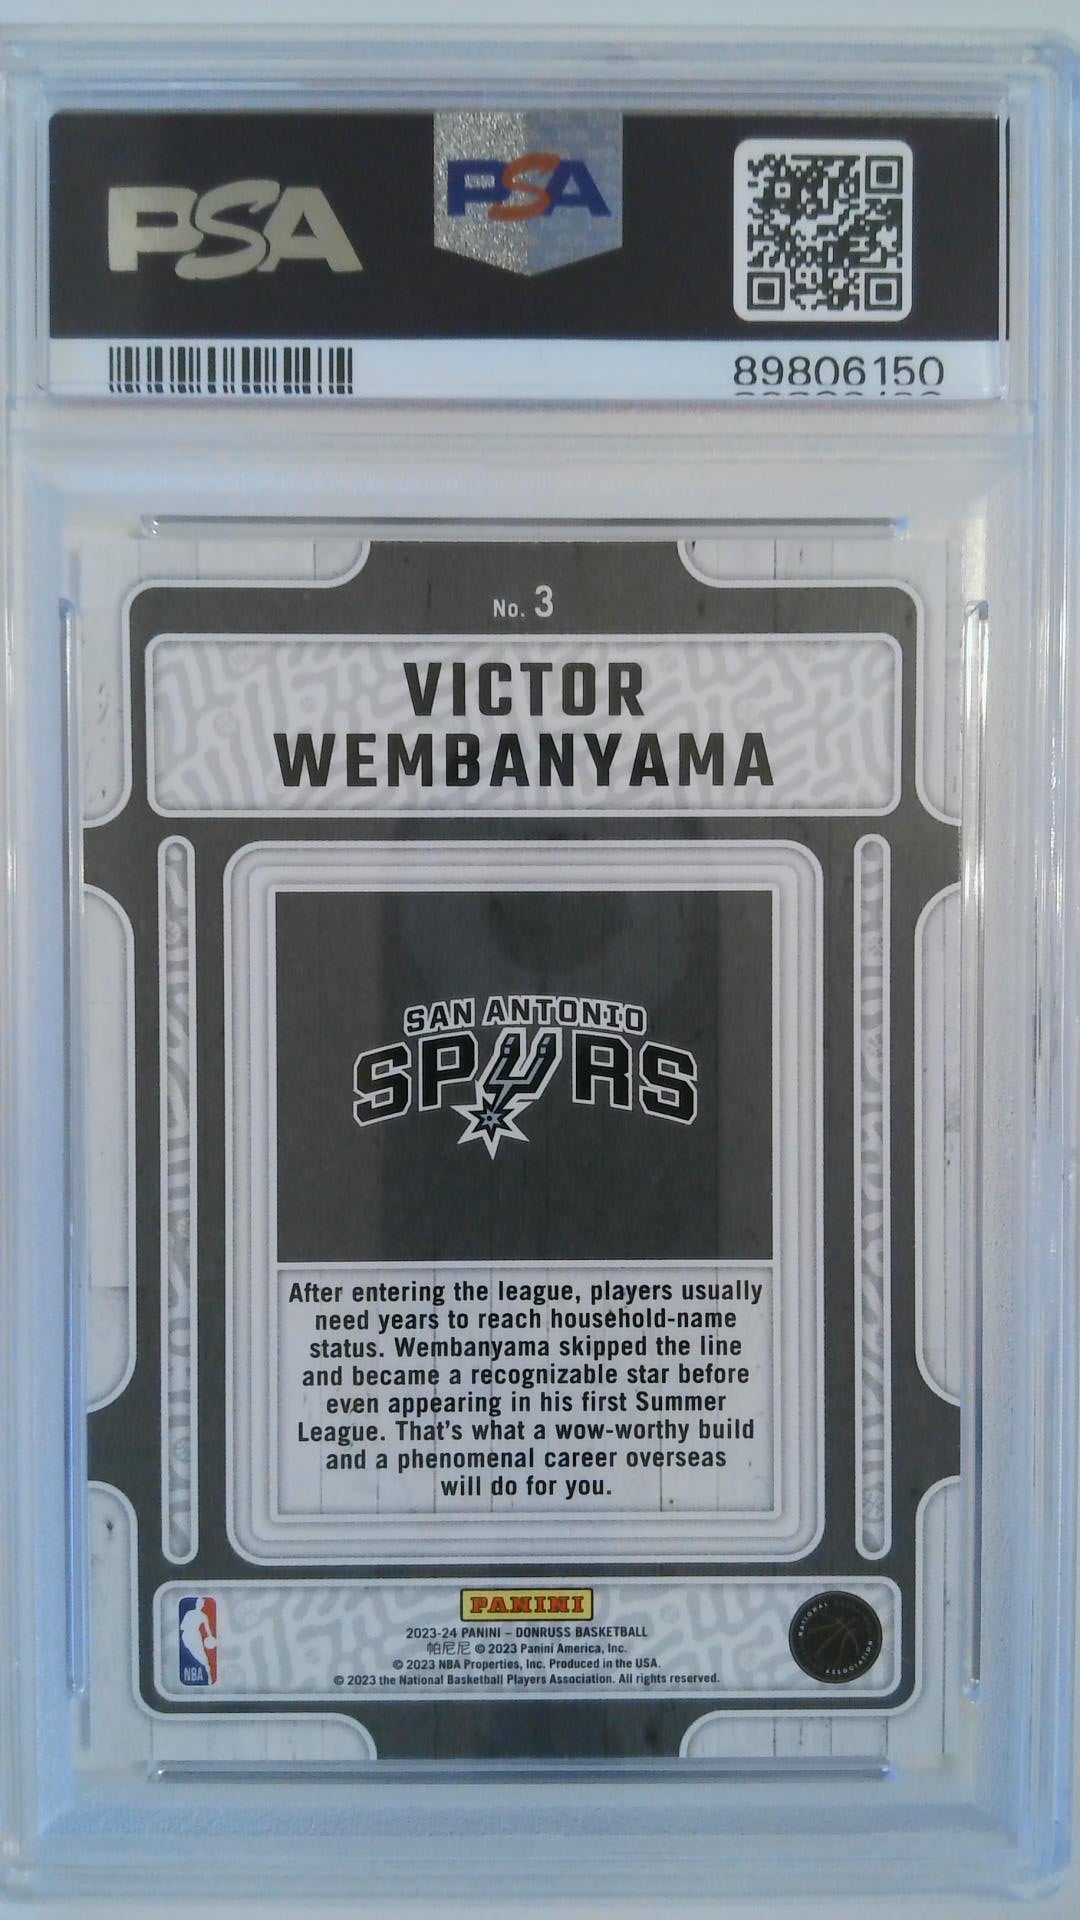 PSA
PSA
89806150
No. 3
VICTOR
WEMBANYAMA
SAN ANTONIO
SPURS
After entering the league, players usually
need years to reach household-name
status. Wembanyama skipped the line
and became a recognizable star before
even appearing in his first Summer
League. That's what a wow-worthy build
and a phenomenal career overseas
will do for you.
PANINI
2023-24 PANINI – DONRUSS BASKETBALL
帕尼尼 © 2023 Panini America, Inc.
© 2023 NBA Properties, Inc. Produced in the USA.
© 2023 the National Basketball Players Association. All rights reserved.
NBA
NATIONAL BASKETBALL
ASSOCIATION